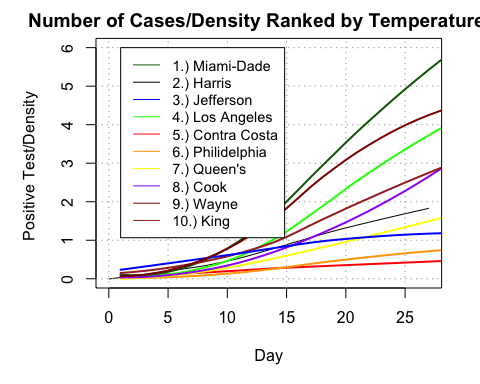 Number of Cases/Density Ranked by Temperature
Positive Test/Density
6
5
4
3
2
1
0
1.) Miami-Dade
2.) Harris
3.) Jefferson
4.) Los Angeles
5.) Contra Costa
6.) Philidelphia
7.) Queen's
8.) Cook
9.) Wayne
10.) King
0 5 10 15 20 25
Day